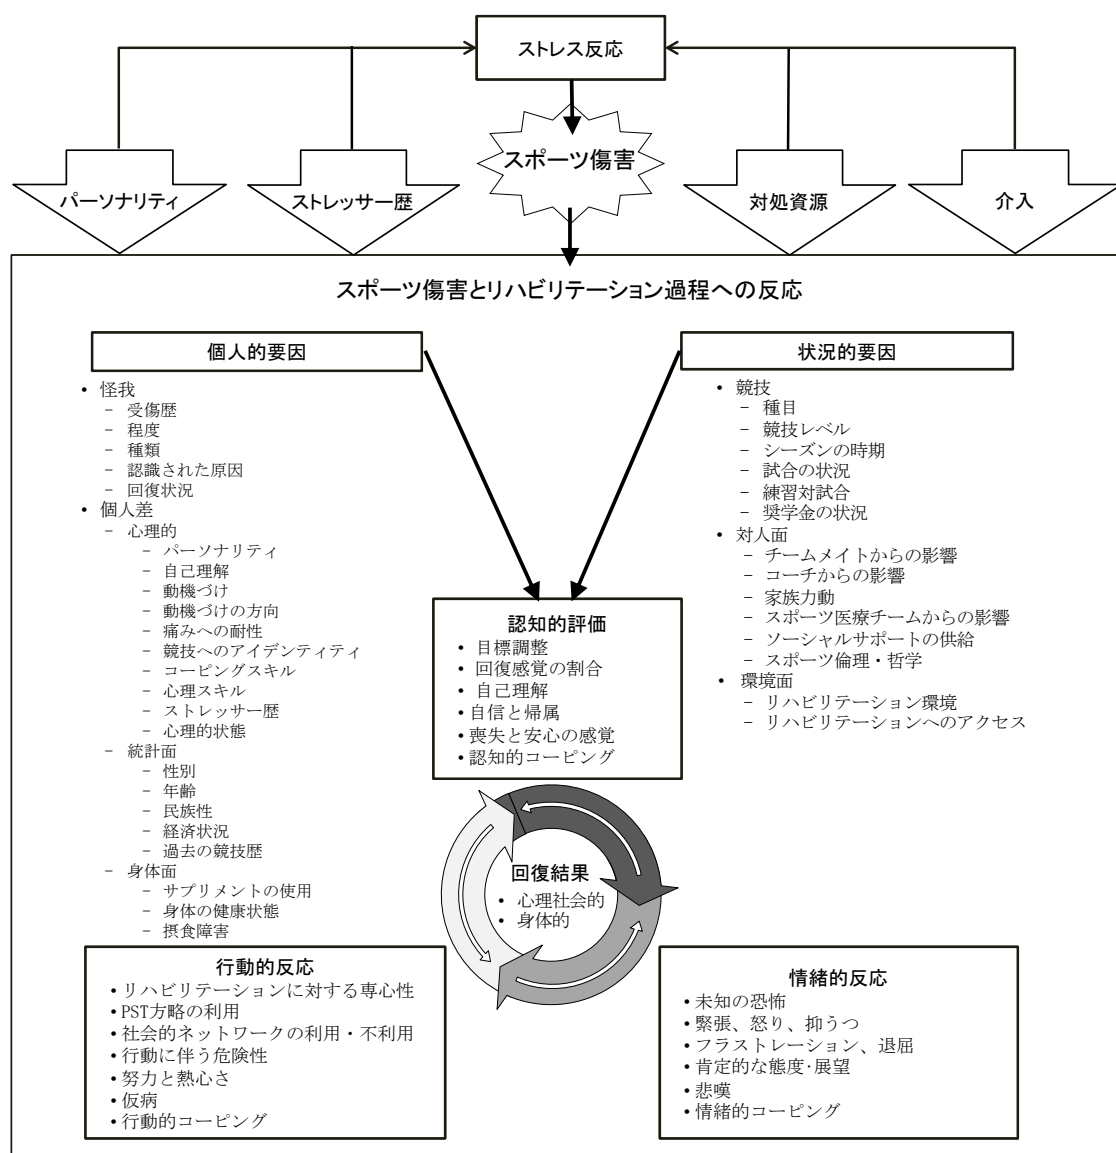 ストレス反応
スポーツ傷害
パーソナリティ
ストレッサー歴
対処資源
介入
スポーツ傷害とリハビリテーション過程への反応
個人的要因
• 怪我
− 受傷歴
− 程度
− 種類
− 認識された原因
− 回復状況
• 個人差
− 心理的
− パーソナリティ
− 自己理解
− 動機づけ
− 動機づけの方向
− 痛みへの耐性
− 競技へのアイデンティティ
− コーピングスキル
− 心理スキル
− ストレッサー歴
− 心理的状態
− 統計面
− 性別
− 年齢
− 民族性
− 経済状況
− 過去の競技歴
− 身体面
− サプリメントの使用
− 身体の健康状態
− 摂食障害
状況的要因
• 競技
− 種目
− 競技レベル
− シーズンの時期
− 試合の状況
− 練習対試合
− 奨学金の状況
• 対人面
− チームメイトからの影響
− コーチからの影響
− 家族力動
− スポーツ医療チームからの影響
− ソーシャルサポートの供給
− スポーツ倫理・哲学
• 環境面
− リハビリテーション環境
− リハビリテーションへのアクセス
認知的評価
• 目標調整
• 回復感覚の割合
• 自己理解
• 自信と帰属
• 喪失と安心の感覚
• 認知的コーピング
回復結果
• 心理社会的
• 身体的
行動的反応
• リハビリテーションに対する専心性
• PST方略の利用
• 社会的ネットワークの利用・不利用
• 行動に伴う危険性
• 努力と熱心さ
• 仮病
• 行動的コーピング
情緒的反応
• 未知の恐怖
• 緊張、怒り、抑うつ
• フラストレーション、退屈
• 肯定的な態度・展望
• 悲嘆
• 情緒的コーピング